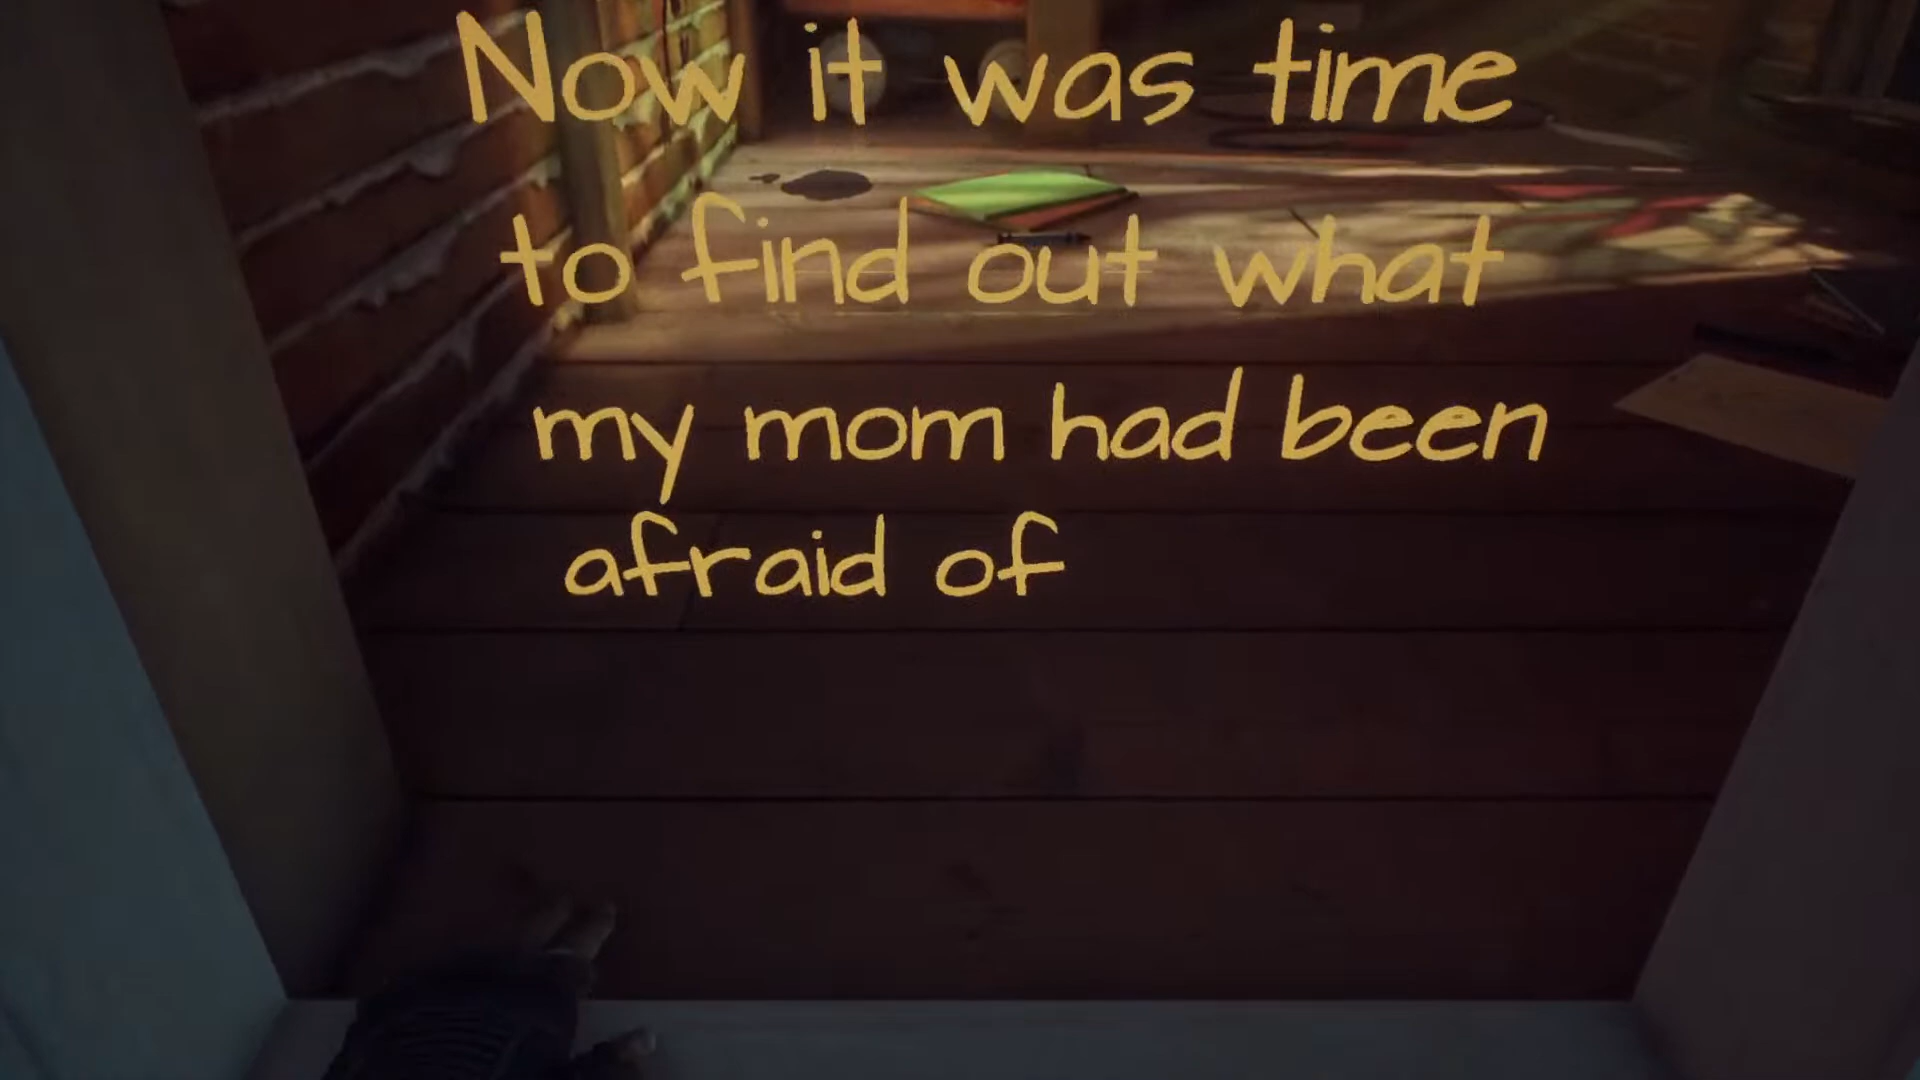 Now it was time
to find out what
my mom had been
afraid of